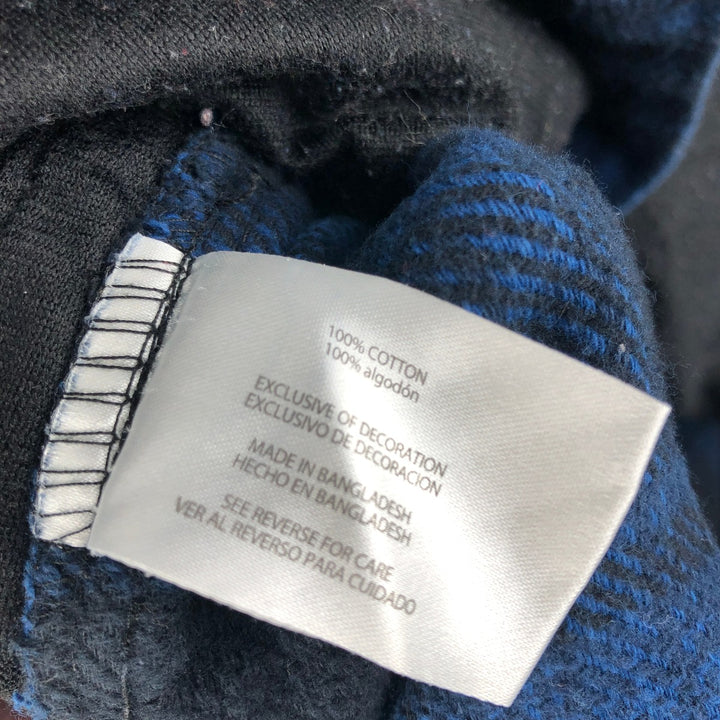 100% COTTON
100% algodón
EXCLUSIVE OF DECORATION
EXCLUSIVO DE DECORACION
MADE IN BANGLADESH
HECHO EN BANGLADESH
SEE REVERSE FOR CARE
VER AL REVERSO PARA CUIDADO